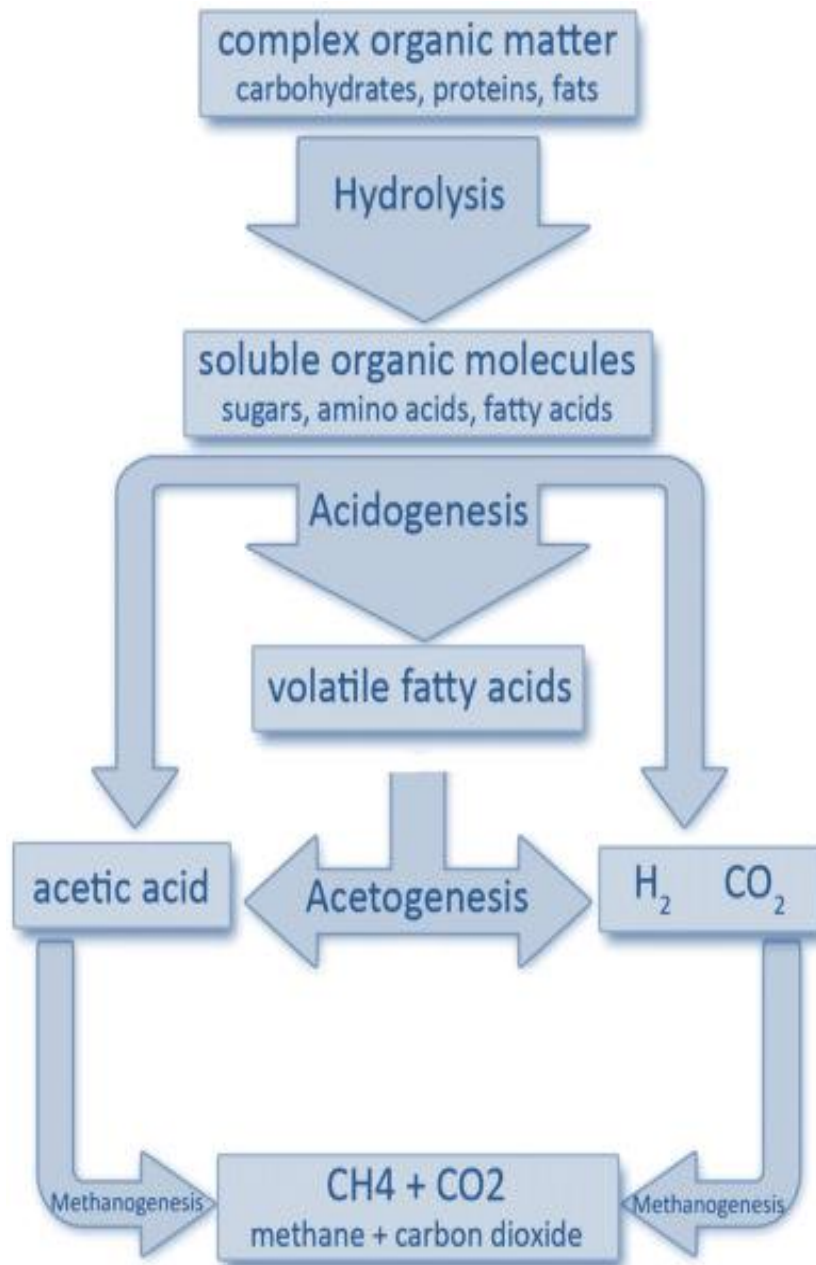 complex organic matter
carbohydrates, proteins, fats
Hydrolysis
soluble organic molecules
sugars, amino acids, fatty acids
Acidogenesis
volatile fatty acids
acetic acid
Acetogenesis
H₂ CO₂
Methanogenesis
CH4 + CO2
methane + carbon dioxide
Methanogenesis